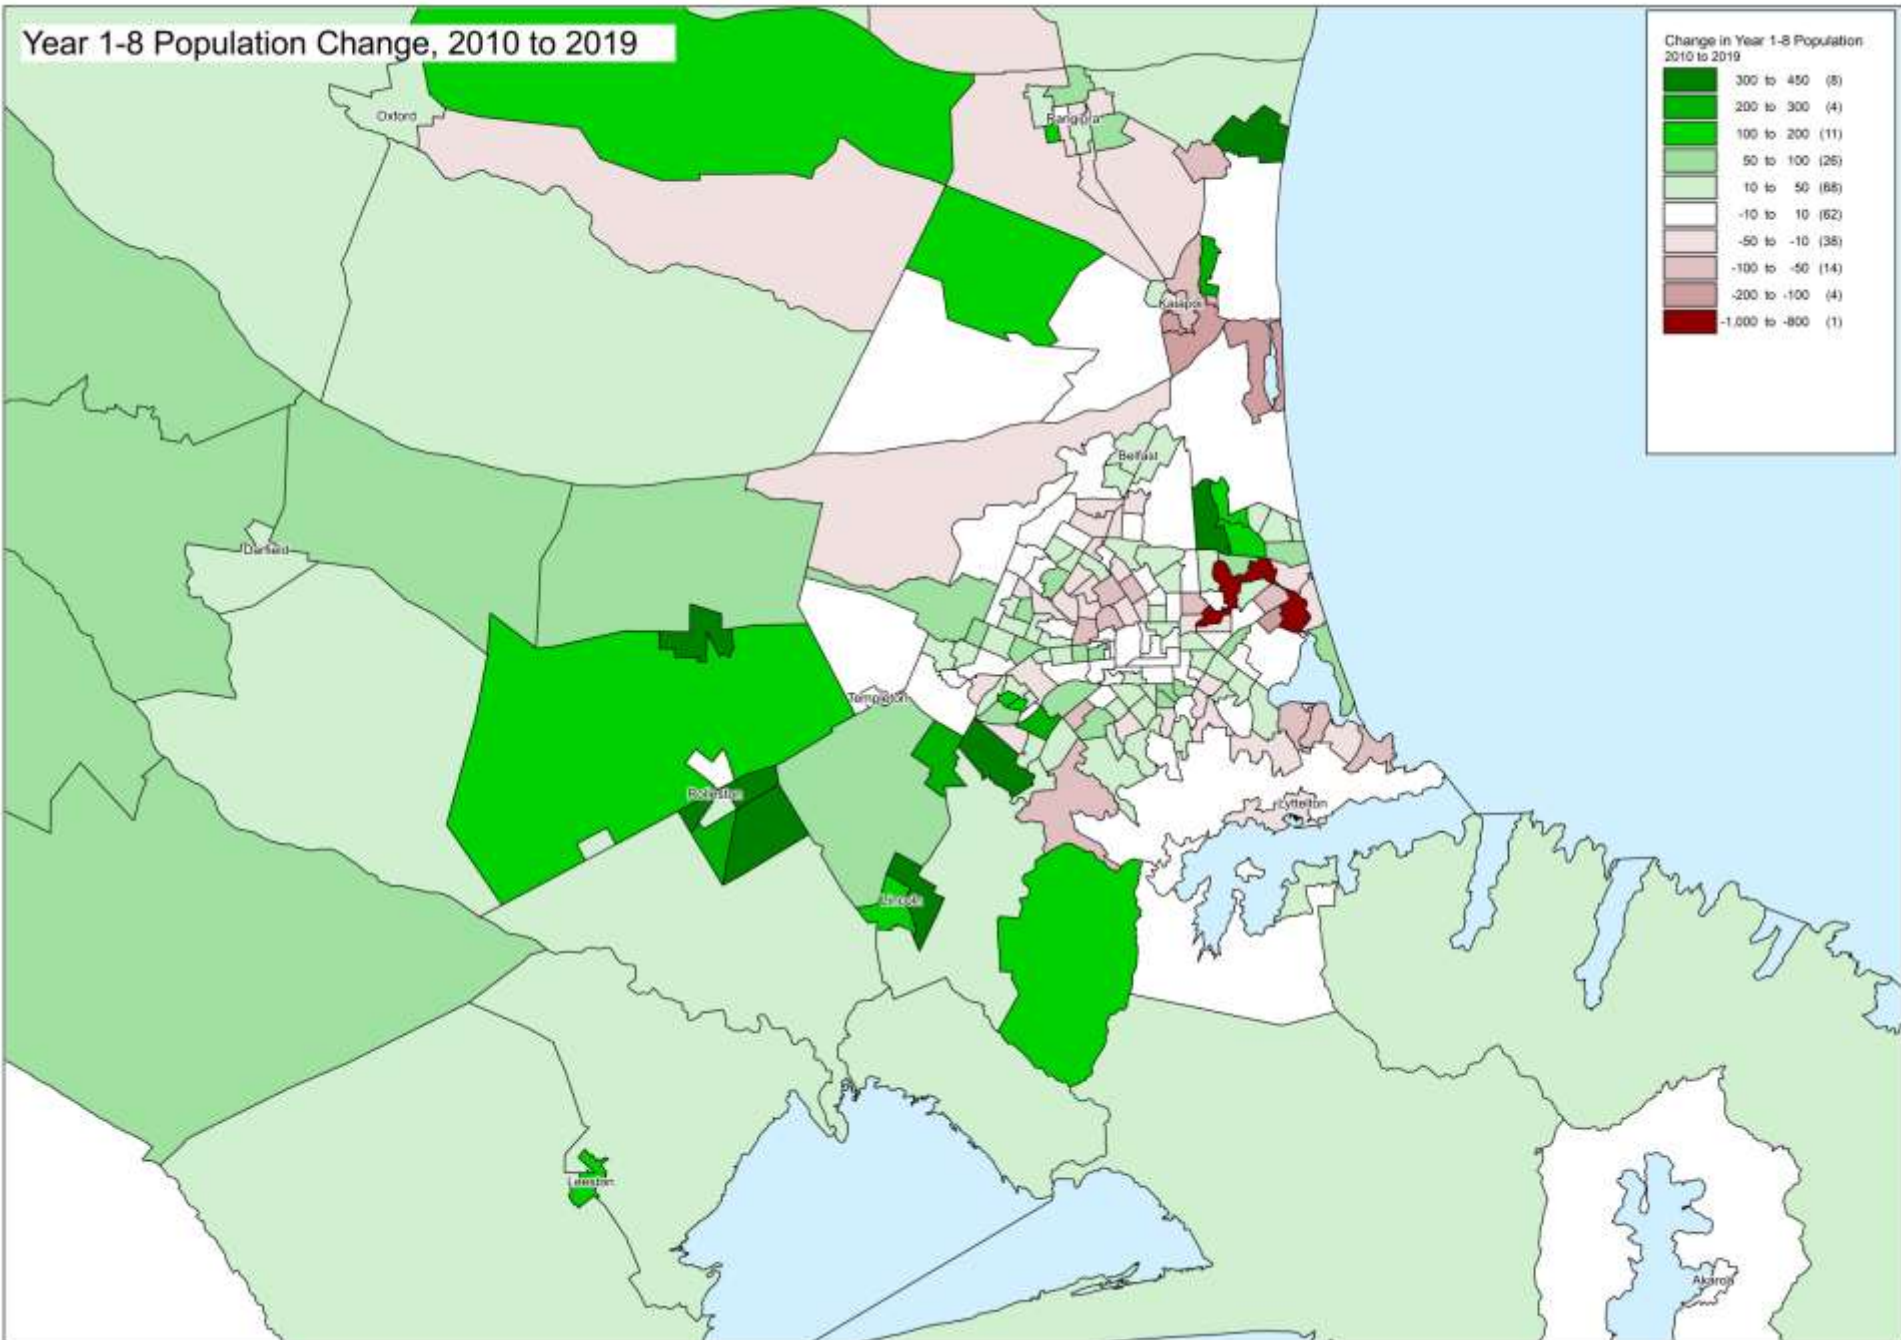 Year 1-8 Population Change, 2010 to 2019
Change in Year 1-8 Population
2010 to 2019
300 to 450 (8)
200 to 300 (4)
100 to 200 (11)
50 to 100 (26)
10 to 50 (68)
-10 to 10 (62)
-50 to -10 (38)
-100 to -50 (14)
-200 to -100 (4)
-1,000 to -800 (1)
Oxford
Rangiora
Kaiapoi
Belfast
Darfield
Templeton
Rolleston
Lyttelton
Lincoln
Leeston
Akaroa